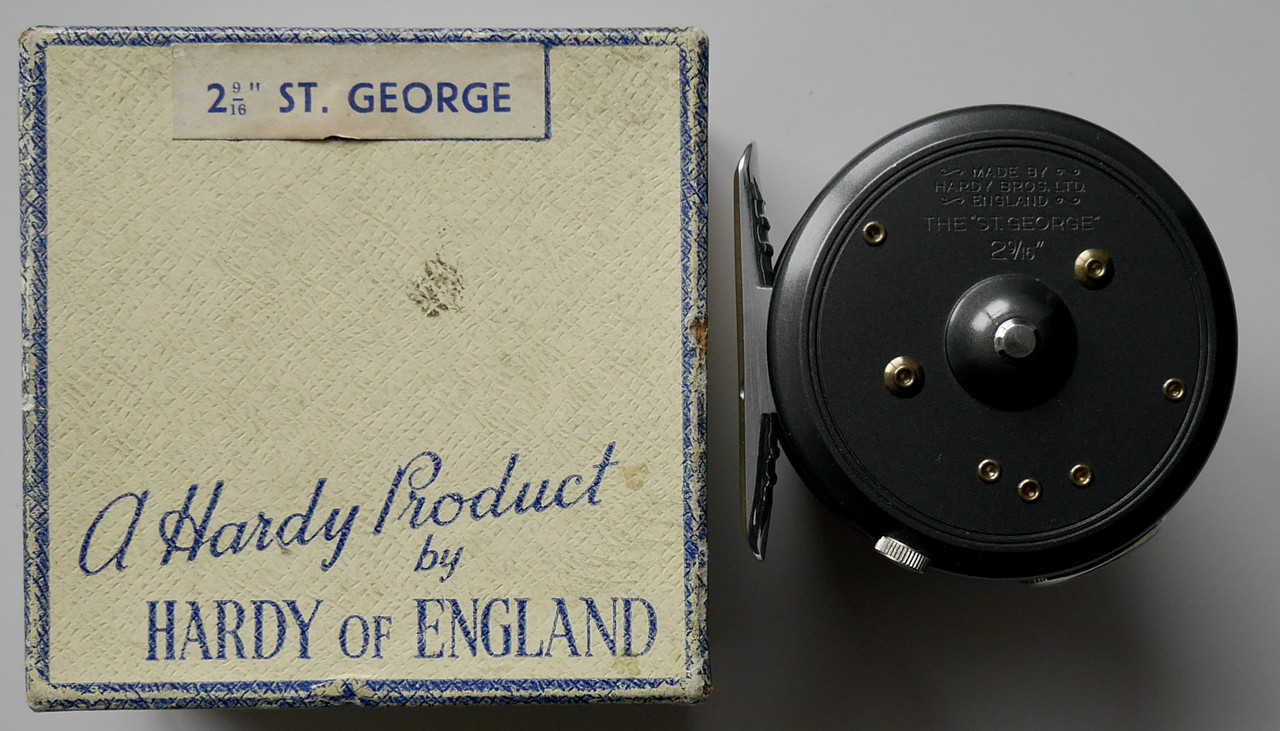 2 9/16" ST. GEORGE
A Hardy Product
by
HARDY OF ENGLAND
MADE BY
HARDY BROS. LTD.
ENGLAND
THE "ST. GEORGE"
2 9/16"